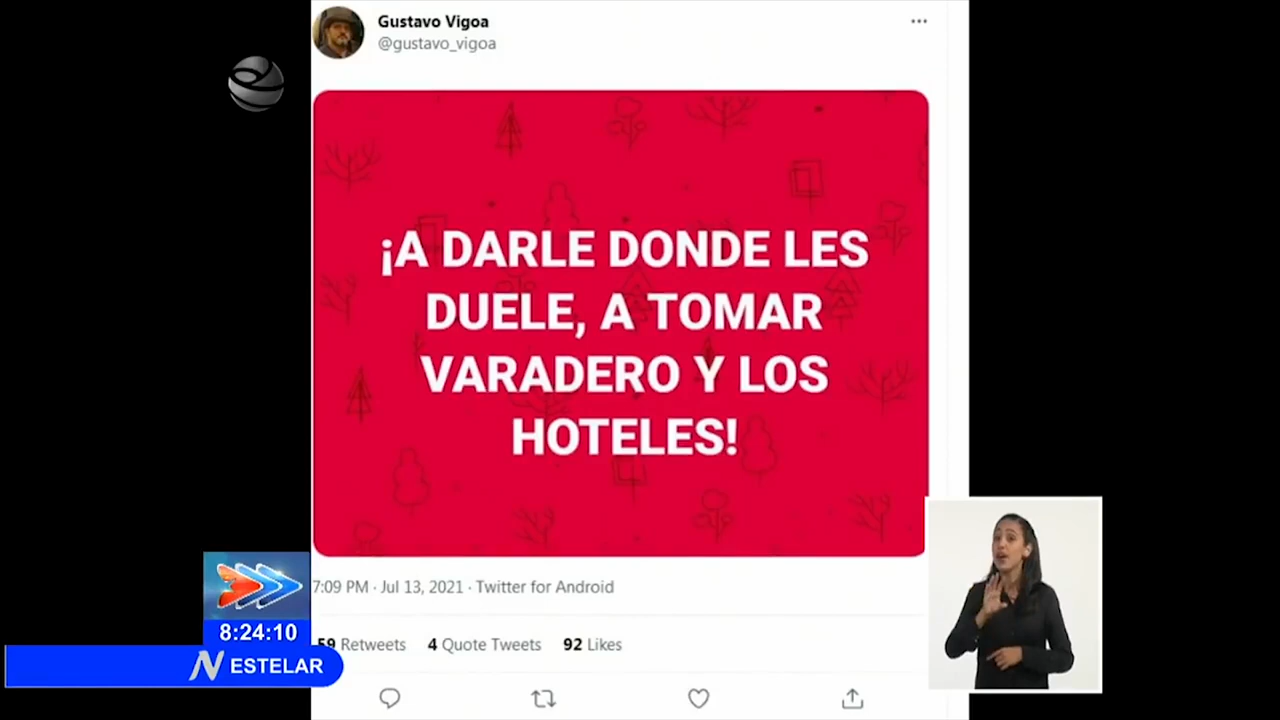 Gustavo Vigoa
@gustavo_vigoa
¡A DARLE DONDE LES
DUELE, A TOMAR
VARADERO Y LOS
HOTELES!
7:09 PM · Jul 13, 2021 · Twitter for Android
59 Retweets 4 Quote Tweets 92 Likes
8:24:10
N ESTELAR